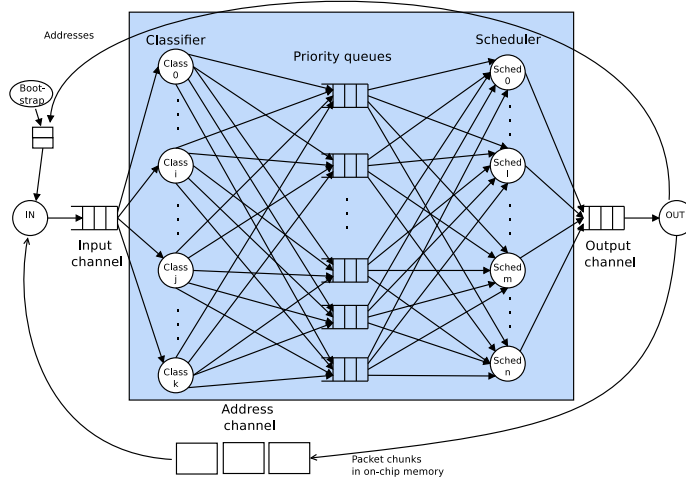 Addresses
Classifier
Priority queues
Scheduler
Boot-
strap
Class
0
Sched
0
Class
i
Sched
l
IN
OUT
Input
channel
Output
channel
Class
j
Sched
m
Class
k
Sched
n
Address
channel
Packet chunks
in on-chip memory